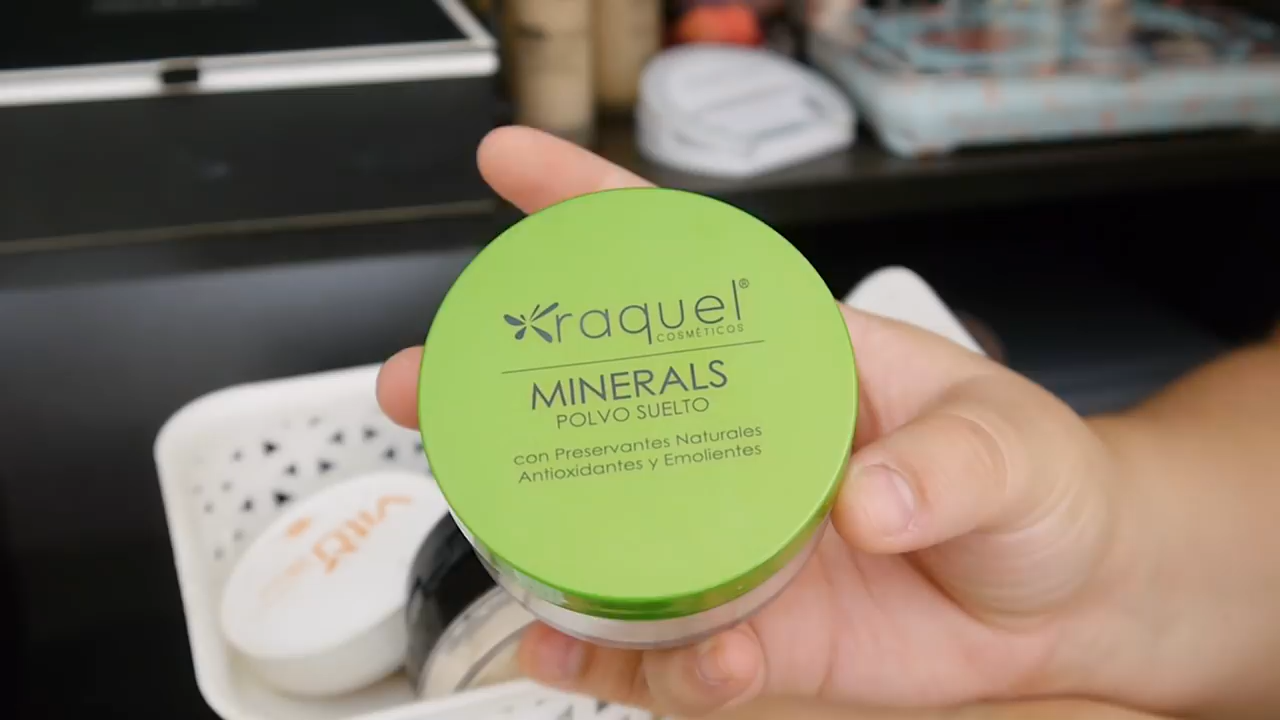 raquel®
COSMÉTICOS
MINERALS
POLVO SUELTO
con Preservantes Naturales
Antioxidantes y Emolientes